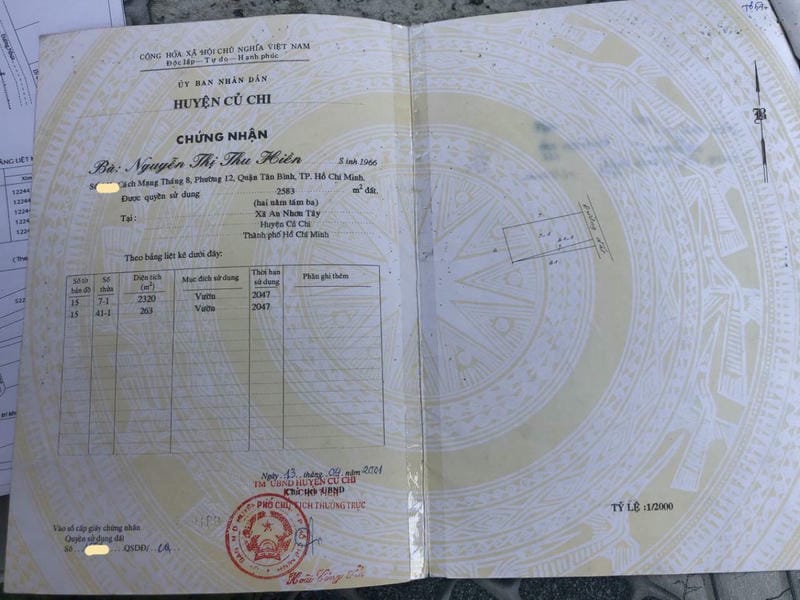 CỘNG HÒA XÃ HỘI CHỦ NGHĨA VIỆT NAM
Độc lập - Tự do - Hạnh phúc
ỦY BAN NHÂN DÂN
HUYỆN CỦ CHI
CHỨNG NHẬN
Bà: Nguyễn Thị Thu Hiền Sinh 1966
Số Cách Mạng Tháng 8, Phường 12, Quận Tân Bình, TP. Hồ Chí Minh.
Được quyền sử dụng 2583 m² đất.
(hai năm tám ba)
Tại: Xã An Nhơn Tây
Huyện Củ Chi
Thành phố Hồ Chí Minh
Theo bảng liệt kê dưới đây:
Số tờ bản đồ Số thửa Diện tích (m²) Mục đích sử dụng Thời hạn sử dụng Phần ghi thêm
15 7-1 2320 Vườn 2047
15 41-1 263 Vườn 2047
Ngày 13 tháng 04 năm 2001
TM UBND HUYỆN CỦ CHI
PHÓ CHỦ TỊCH THƯỜNG TRỰC
Vào sổ cấp giấy chứng nhận
Quyền sử dụng đất
Số QSDĐ/
B
TỶ LỆ :1/2000